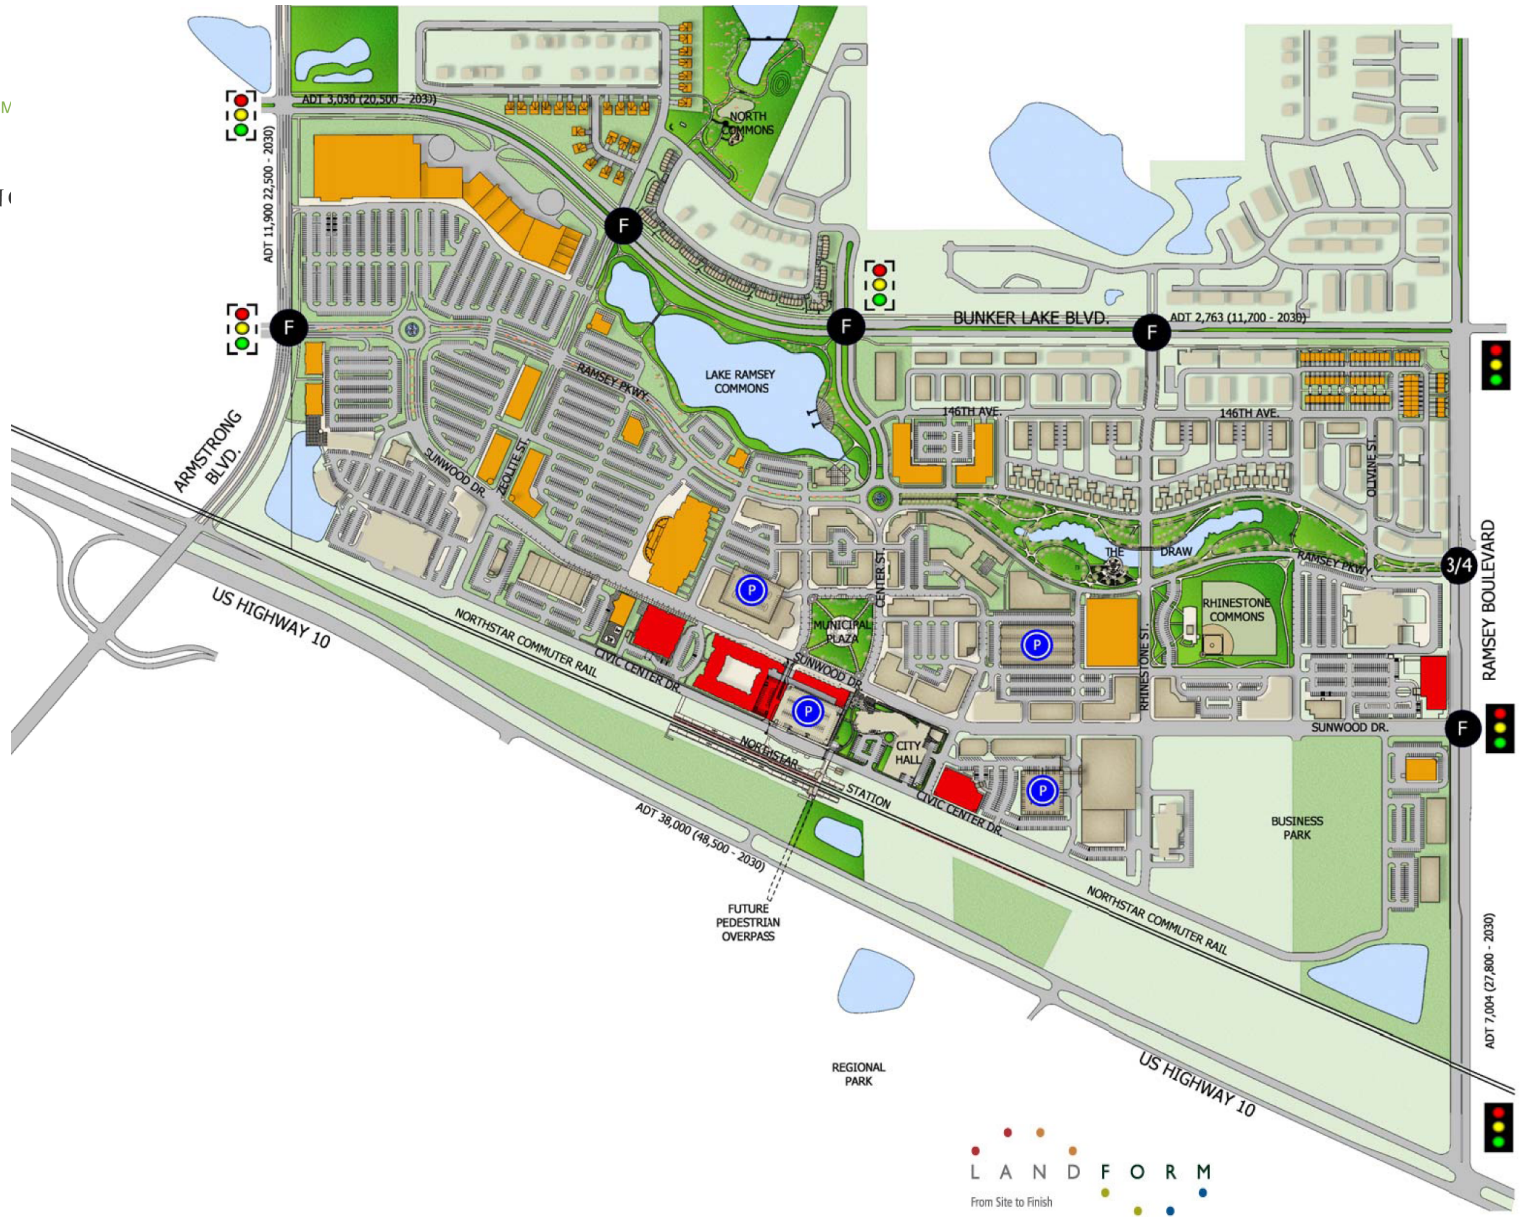 M
ADT 3,030 (20,500 - 2030)
ADT 11,900 22,500 - 2030)
NORTH
COMMONS
F
F
F
F
BUNKER LAKE BLVD.
ADT 2,763 (11,700 - 2030)
LAKE RAMSEY
COMMONS
RAMSEY PKWY.
146TH AVE.
146TH AVE.
ARMSTRONG
BLVD.
SUNWOOD DR.
ZEOLITE ST.
OLIVINE ST.
THE
DRAW
RAMSEY PKWY
3/4
RAMSEY BOULEVARD
CENTER ST.
P
RHINESTONE
COMMONS
US HIGHWAY 10
NORTHSTAR COMMUTER RAIL
MUNICIPAL
PLAZA
P
RHINESTONE ST.
CIVIC CENTER DR.
SUNWOOD DR.
P
SUNWOOD DR.
F
NORTHSTAR
STATION
CITY
HALL
P
CIVIC CENTER DR.
ADT 38,000 (48,500 - 2030)
BUSINESS
PARK
FUTURE
PEDESTRIAN
OVERPASS
NORTHSTAR COMMUTER RAIL
ADT 7,004 (27,800 - 2030)
REGIONAL
PARK
US HIGHWAY 10
LANDFORM
From Site to Finish